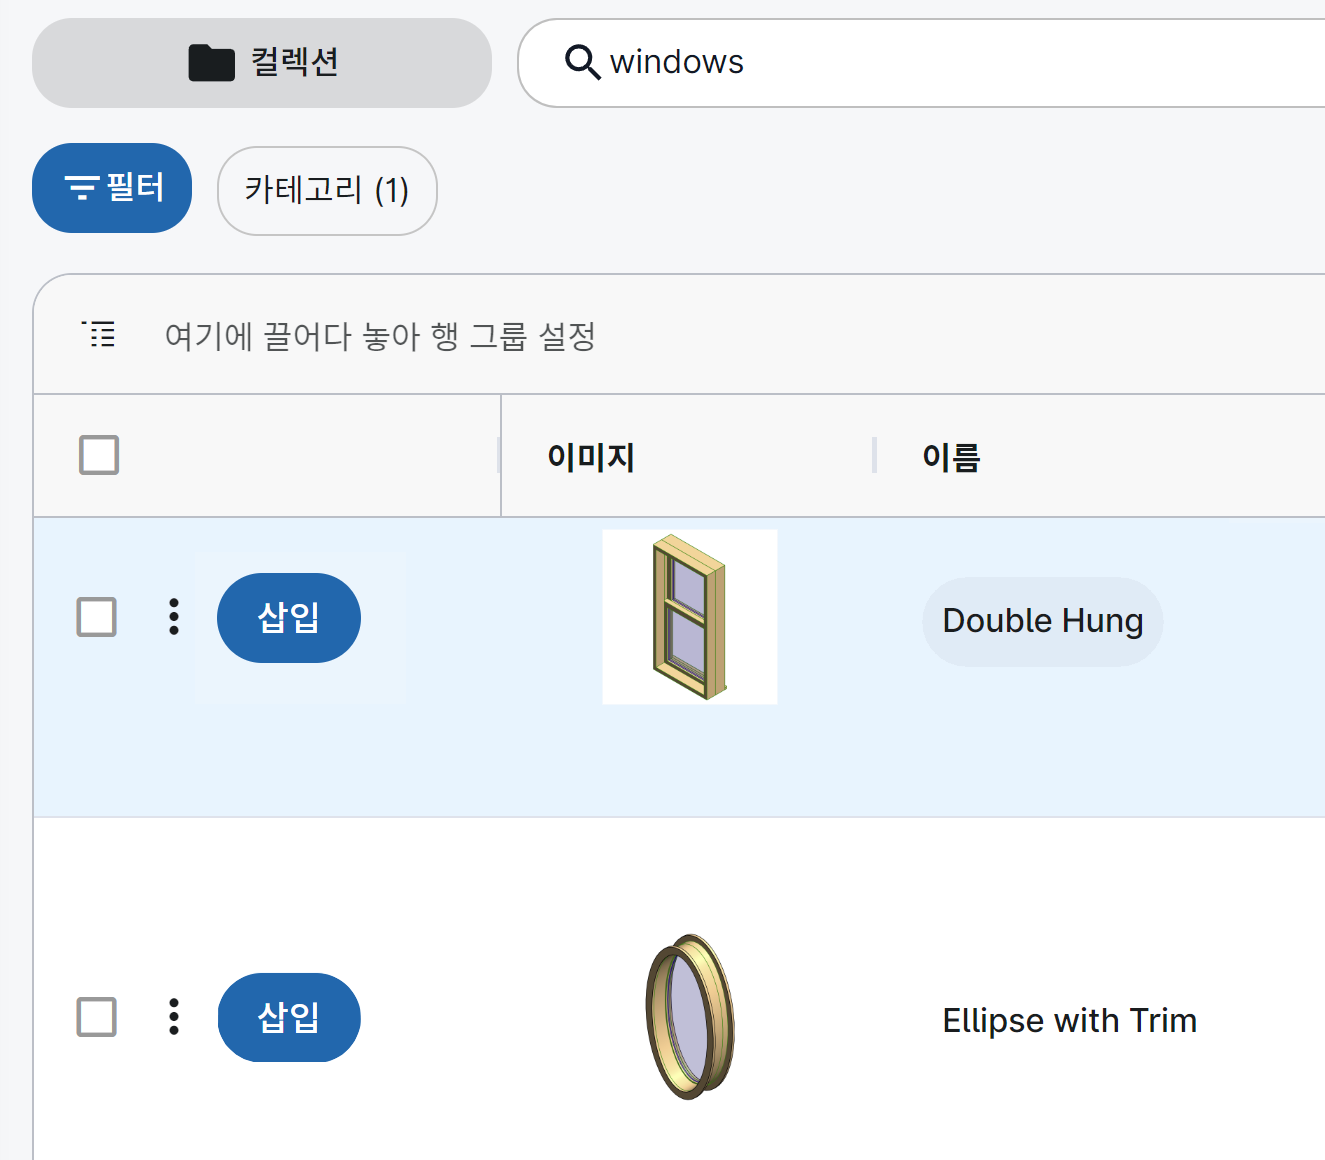 컬렉션
windows
필터
카테고리 (1)
여기에 끌어다 놓아 행 그룹 설정
이미지
이름
삽입
Double Hung
삽입
Ellipse with Trim